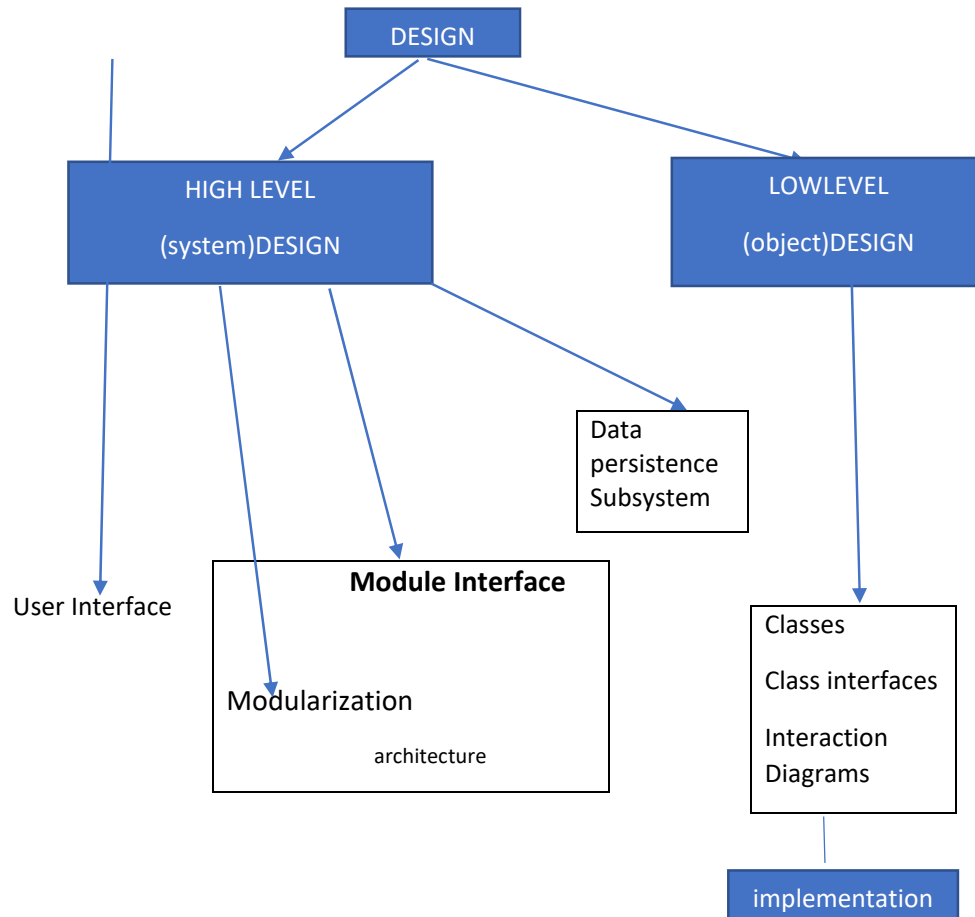 DESIGN
HIGH LEVEL
(system)DESIGN
LOWLEVEL
(object)DESIGN
Data
persistence
Subsystem
User Interface
Module Interface
Modularization
architecture
Classes
Class interfaces
Interaction
Diagrams
implementation